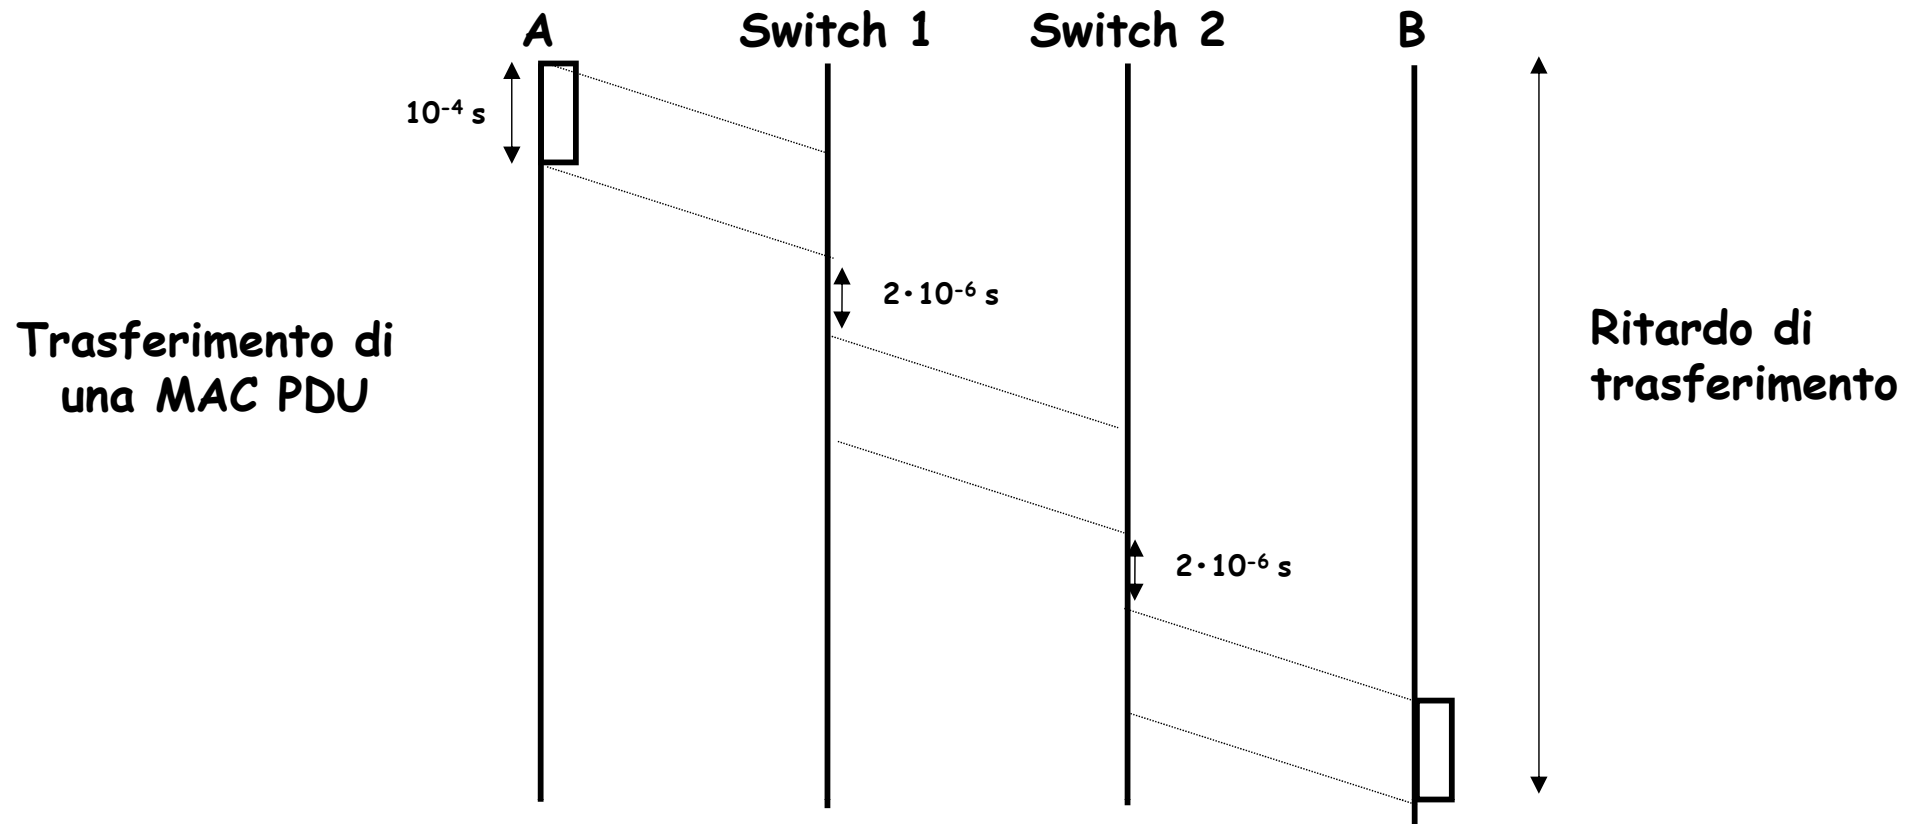 A
Switch 1
Switch 2
B
10⁻⁴ s
2•10⁻⁶ s
Trasferimento di
una MAC PDU
Ritardo di
trasferimento
2•10⁻⁶ s